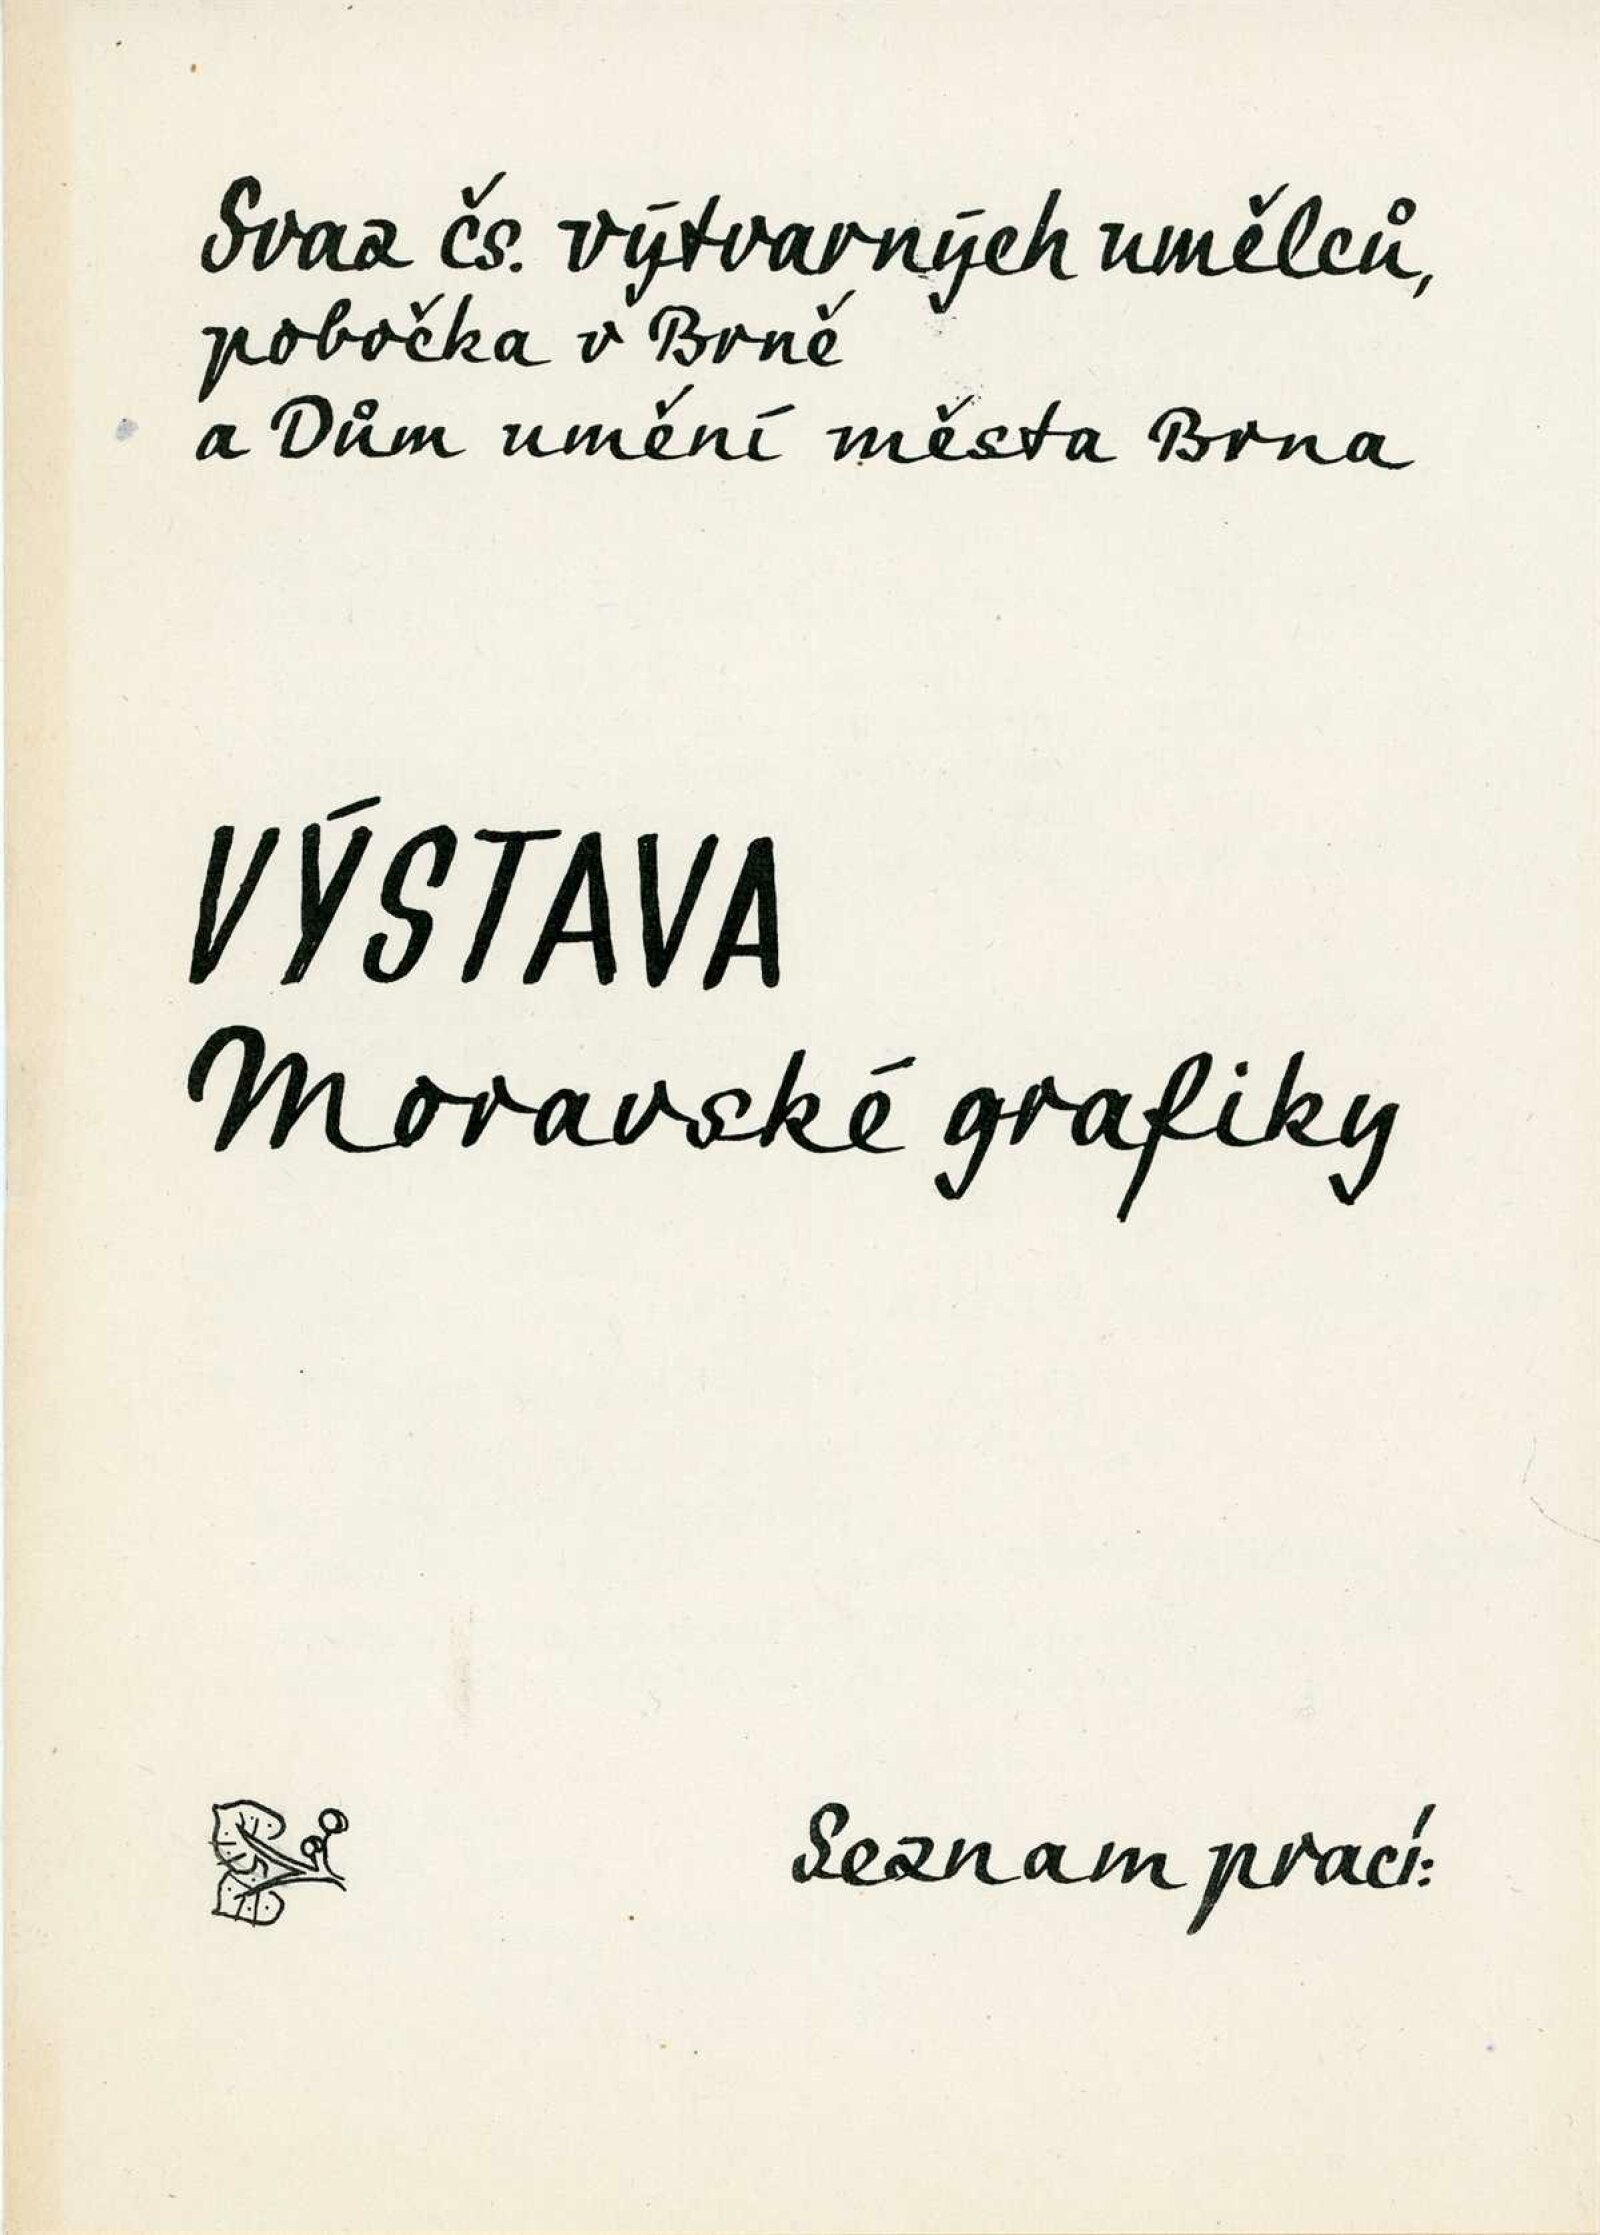 Svaz čs. výtvarných umělců,
pobočka v Brně
a Dům umění města Brna
VÝSTAVA
Moravské grafiky
Seznam prací: